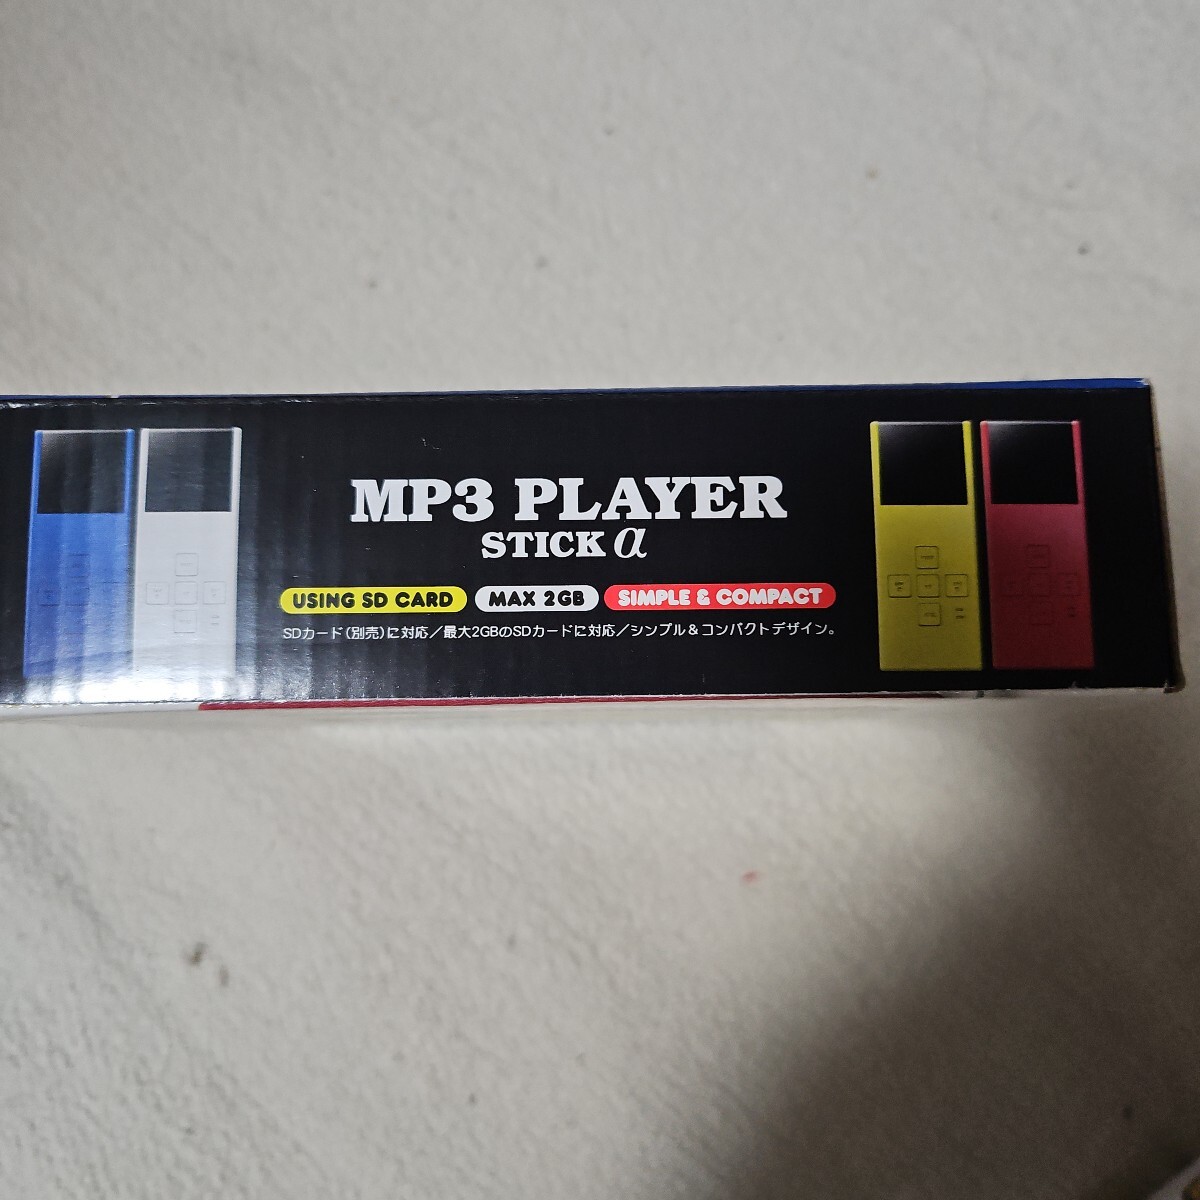 MP3 PLAYER
STICK α
USING SD CARD MAX 2GB SIMPLE & COMPACT
SDカード(別売)に対応/最大2GBのSDカードに対応/シンプル&コンパクトデザイン。